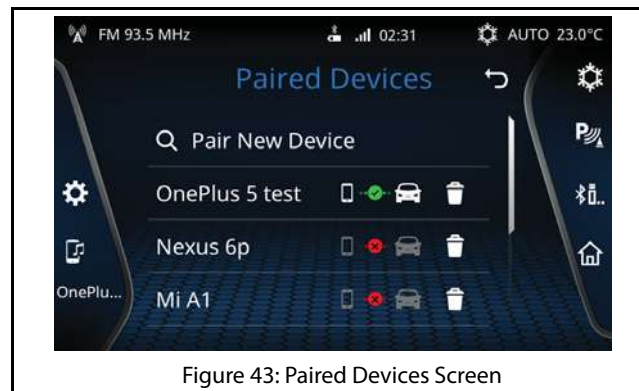 FM 93.5 MHz 02:31 AUTO 23.0°C
Paired Devices
Pair New Device
P
OnePlus 5 test
Nexus 6p
OnePlu...
Mi A1
Figure 43: Paired Devices Screen